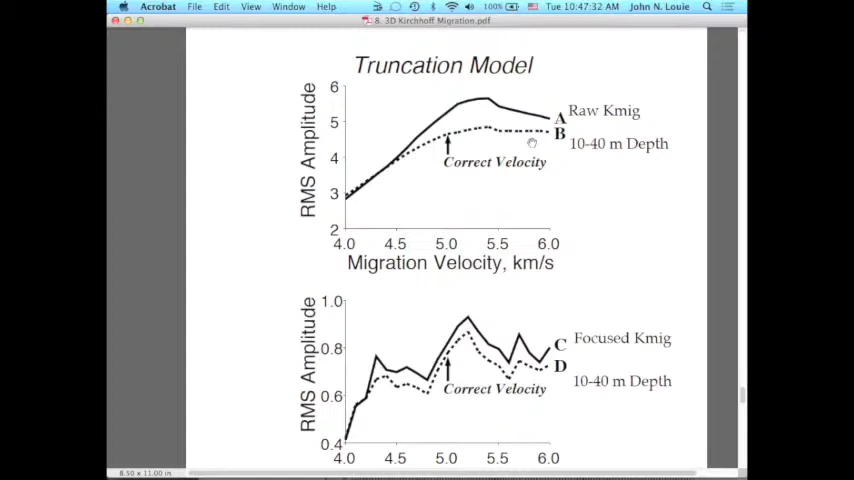 Acrobat File Edit View Window Help 100% Tue 10:47:32 AM John N. Louie
8. 3D Kirchhoff Migration.pdf
Truncation Model
RMS Amplitude
6
5
4
3
2
A Raw Kmig
B 10-40 m Depth
Correct Velocity
4.0 4.5 5.0 5.5 6.0
Migration Velocity, km/s
RMS Amplitude
1.0
0.8
0.6
0.4
C Focused Kmig
D 10-40 m Depth
Correct Velocity
4.0 4.5 5.0 5.5 6.0
8.50 x 11.00 in